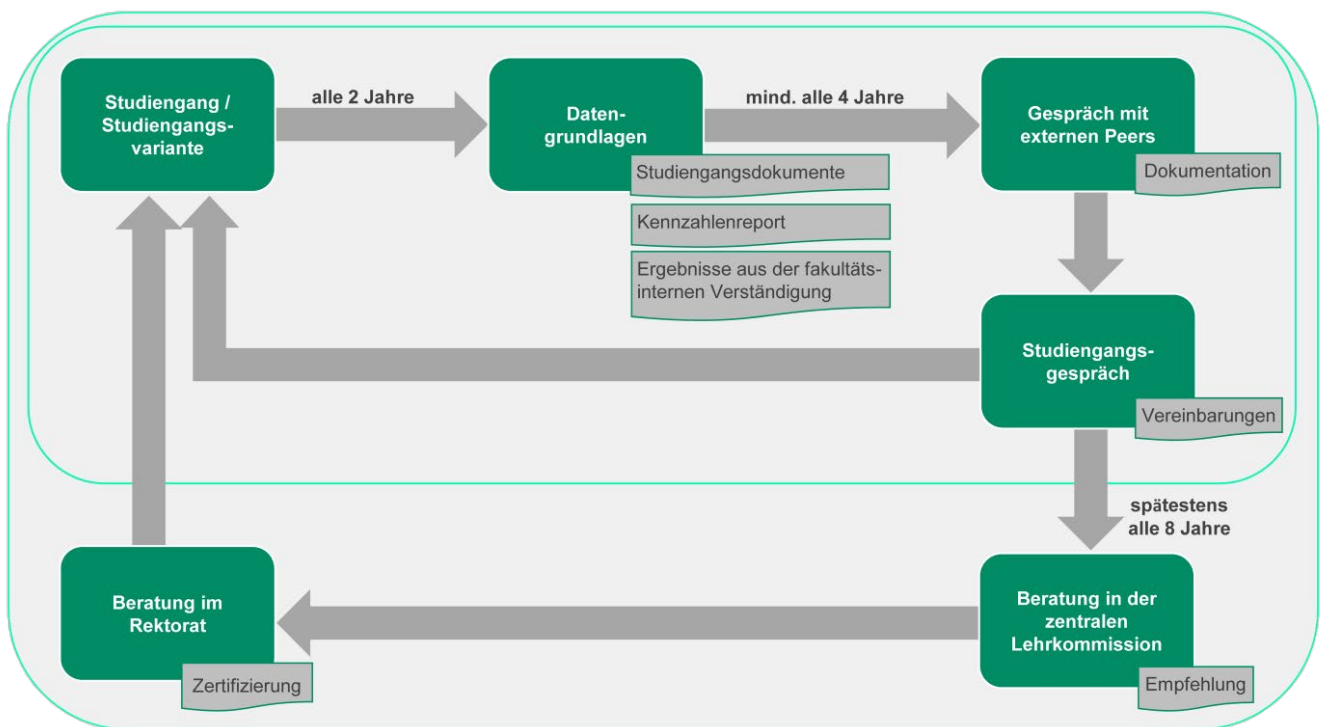 Studiengang /
Studiengangs-
variante
alle 2 Jahre
Daten-
grundlagen
Studiengangsdokumente
Kennzahlenreport
Ergebnisse aus der fakultäts-
internen Verständigung
mind. alle 4 Jahre
Gespräch mit
externen Peers
Dokumentation
Studiengangs-
gespräch
Vereinbarungen
spätestens
alle 8 Jahre
Beratung in der
zentralen
Lehrkommission
Empfehlung
Beratung im
Rektorat
Zertifizierung